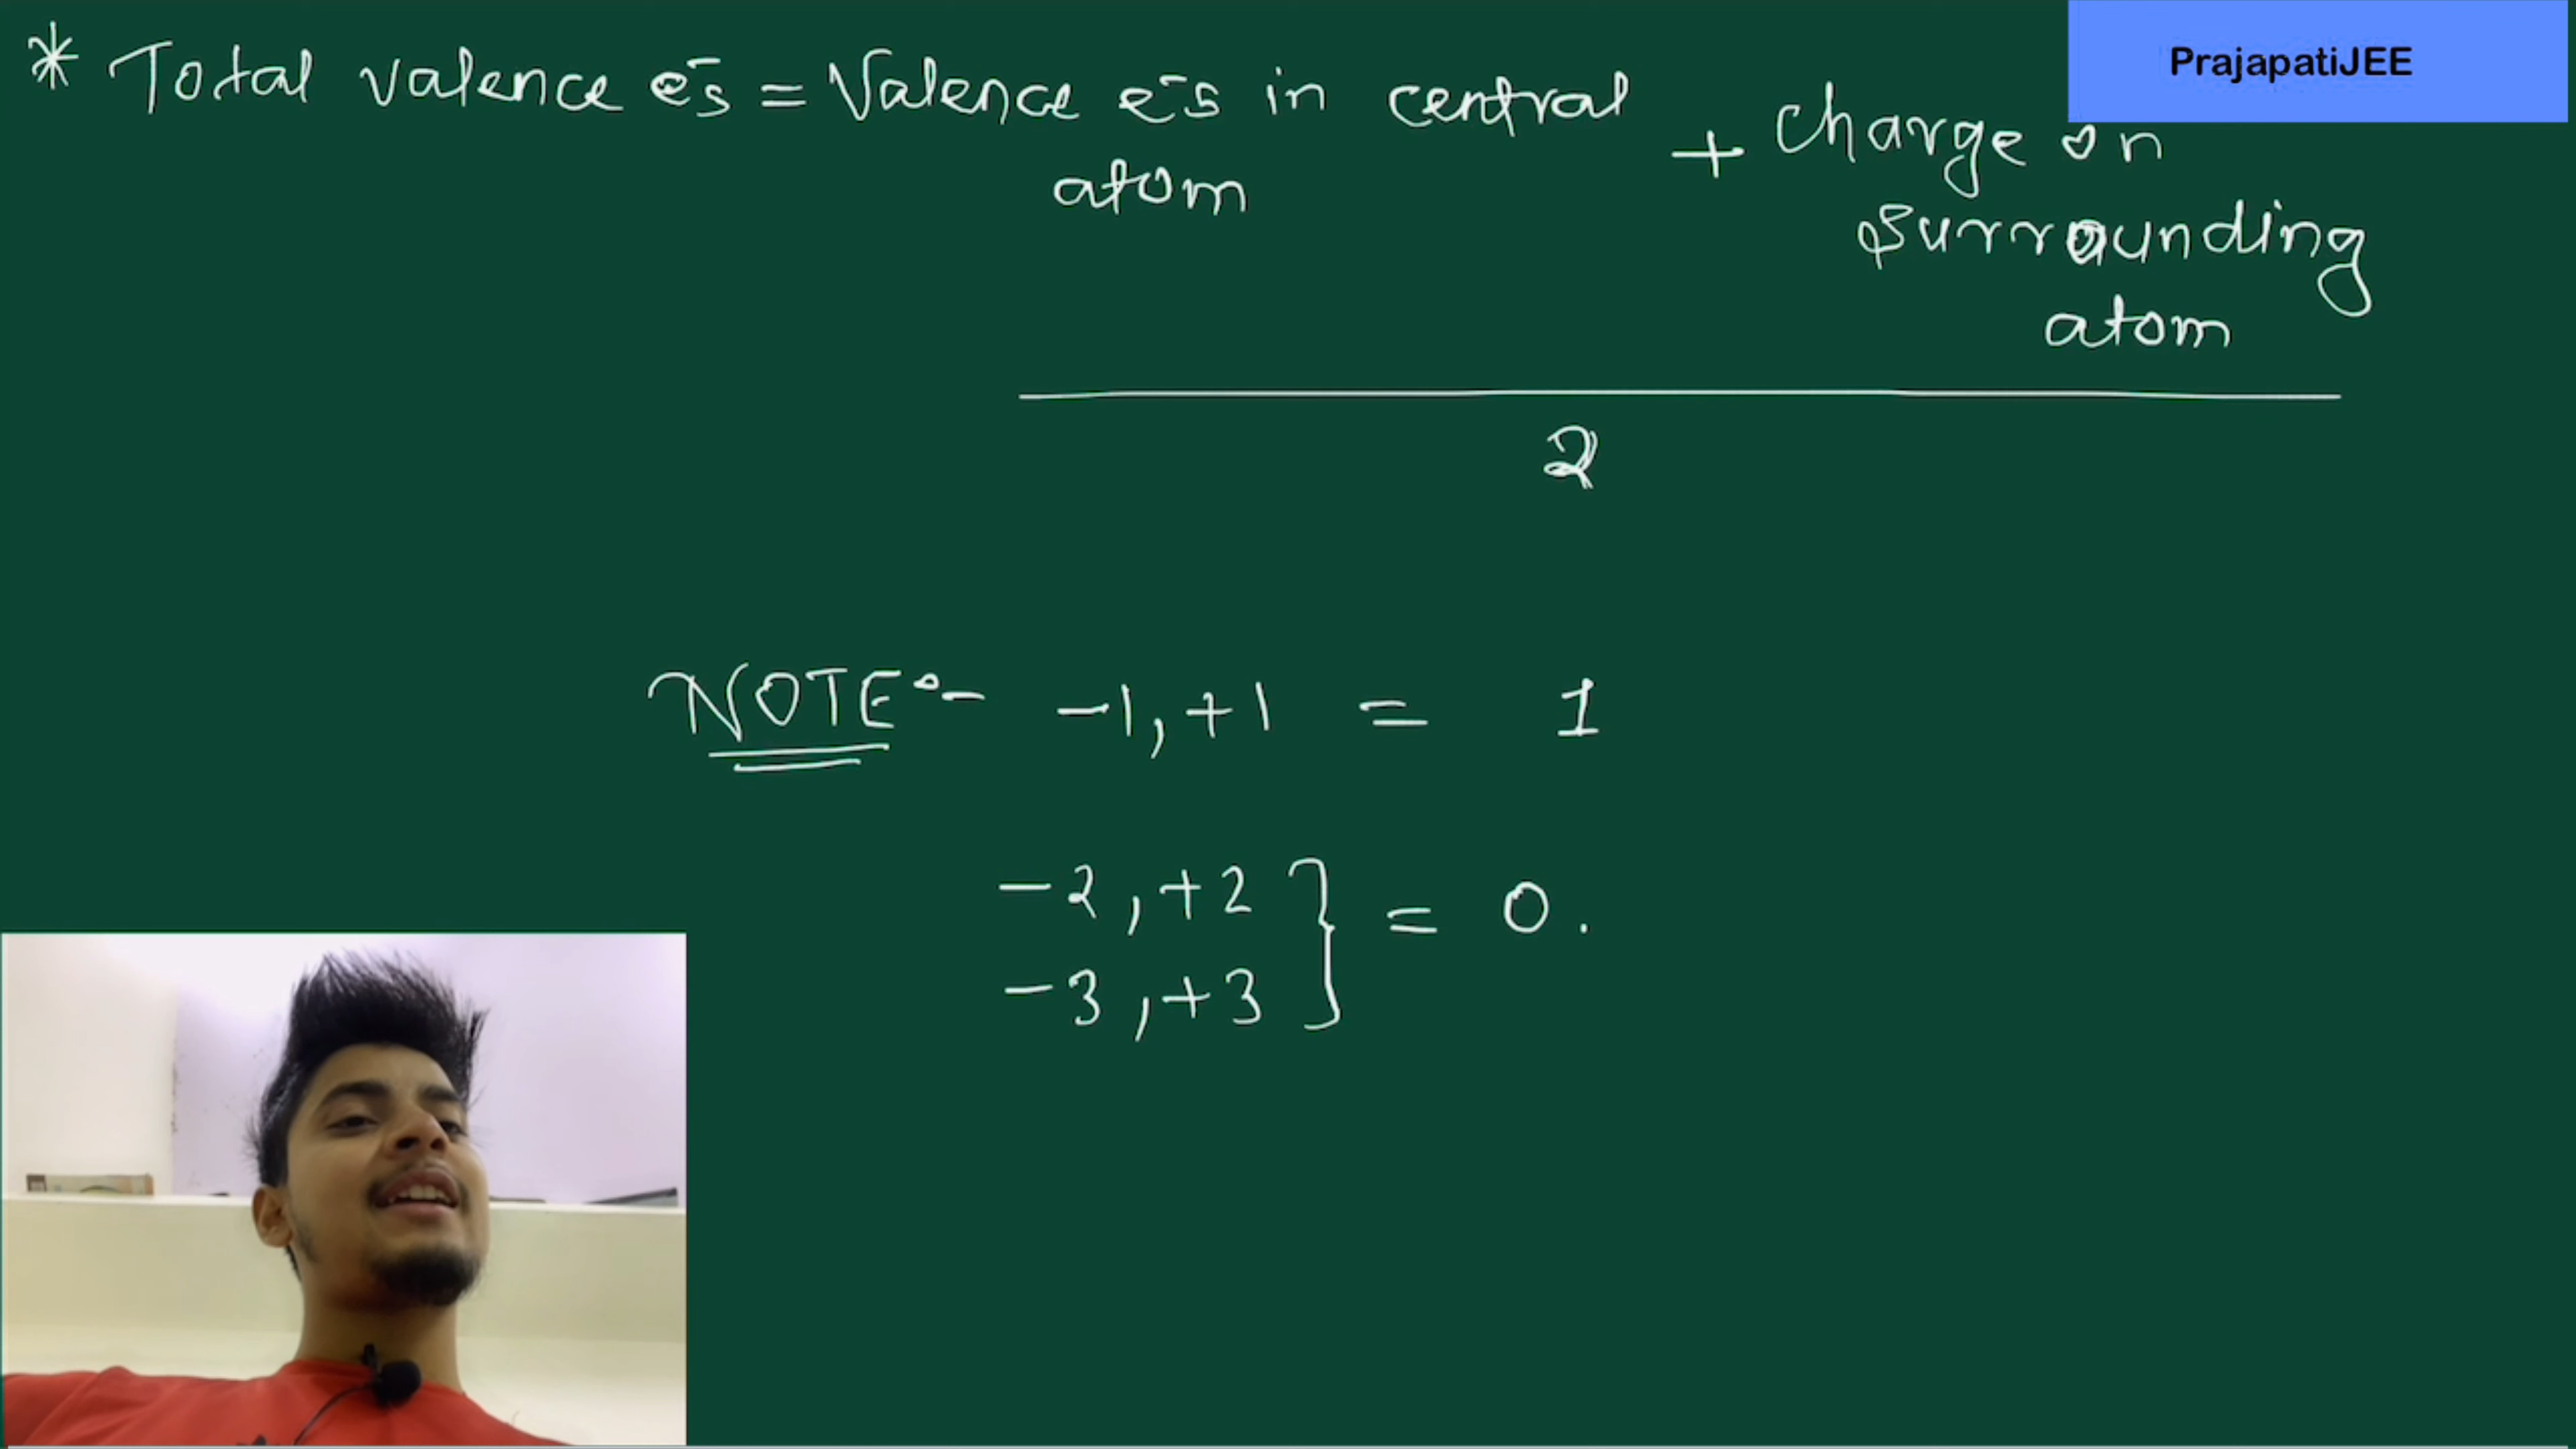 * Total valence e⁻s = Valence e⁻s in central
atom
+ Charge on
surrounding
atom
2
NOTE:- -1, +1 = 1
-2, +2 } = 0.
-3, +3
PrajapatiJEE